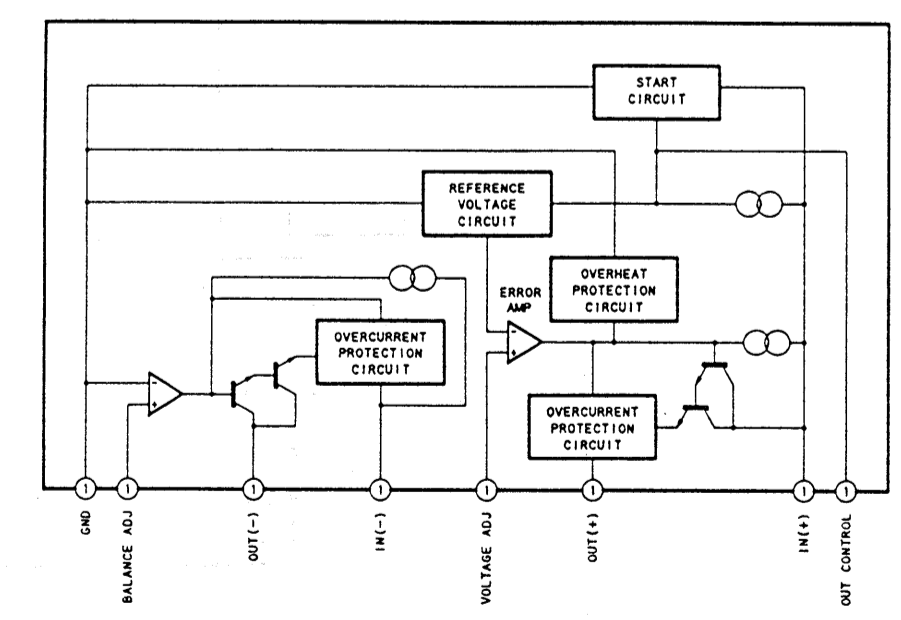 START
CIRCUIT
REFERENCE
VOLTAGE
CIRCUIT
OVERHEAT
PROTECTION
CIRCUIT
ERROR
AMP
-
+
OVERCURRENT
PROTECTION
CIRCUIT
-
+
OVERCURRENT
PROTECTION
CIRCUIT
1
1
1
1
1
1
1
1
GND
BALANCE ADJ
OUT(-)
IN(-)
VOLTAGE ADJ
OUT(+)
IN(+)
OUT CONTROL